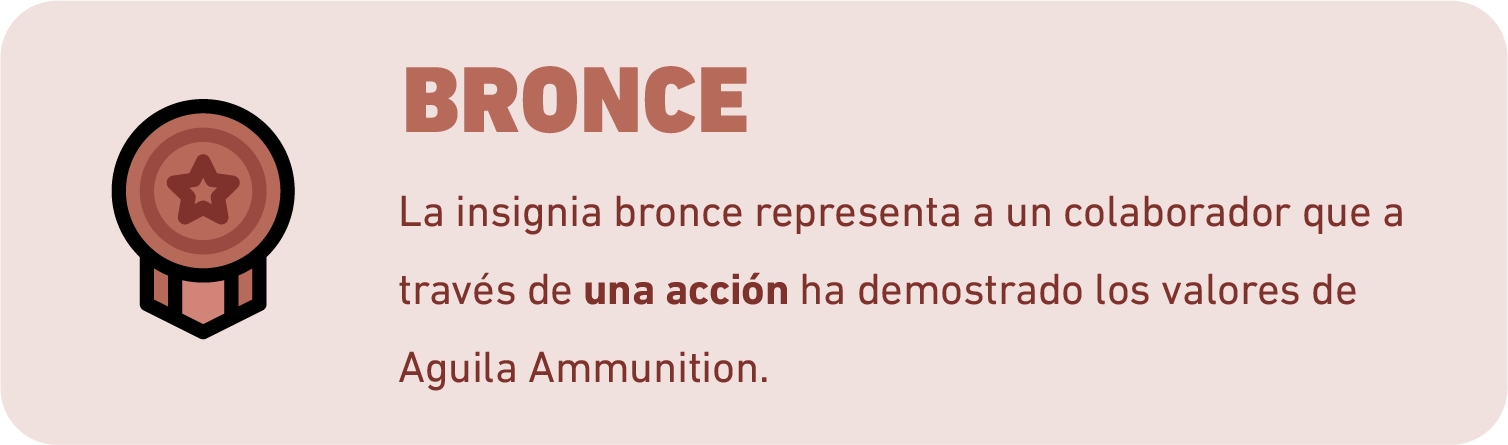 BRONCE
La insignia bronce representa a un colaborador que a
través de una acción ha demostrado los valores de
Aguila Ammunition.